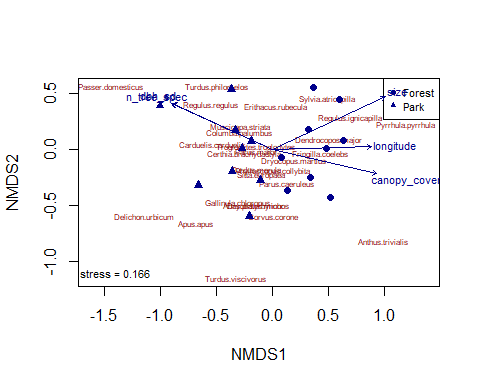 Passer.domesticus
Turdus.philomelos
size
Forest
Park
n_tree_spec
Sylvia.atricapilla
Regulus.regulus
Erithacus.rubecula
Regulus.ignicapilla
Pyrrhula.pyrrhula
Muscicapa.striata
Columba.palumbus
Dendrocopos.major
Carduelis.carduelis
longitude
Fringilla.coelebs
Dryocopus.martius
Sitta.europaea
Parus.caeruleus
canopy_cover
Gallinula.chloropus
Delichon.urbicum
Corvus.corone
Apus.apus
Anthus.trivialis
Turdus.viscivorus
stress = 0.166
0.5
0.0
-0.5
-1.0
NMDS2
-1.5
-1.0
-0.5
0.0
0.5
1.0
NMDS1